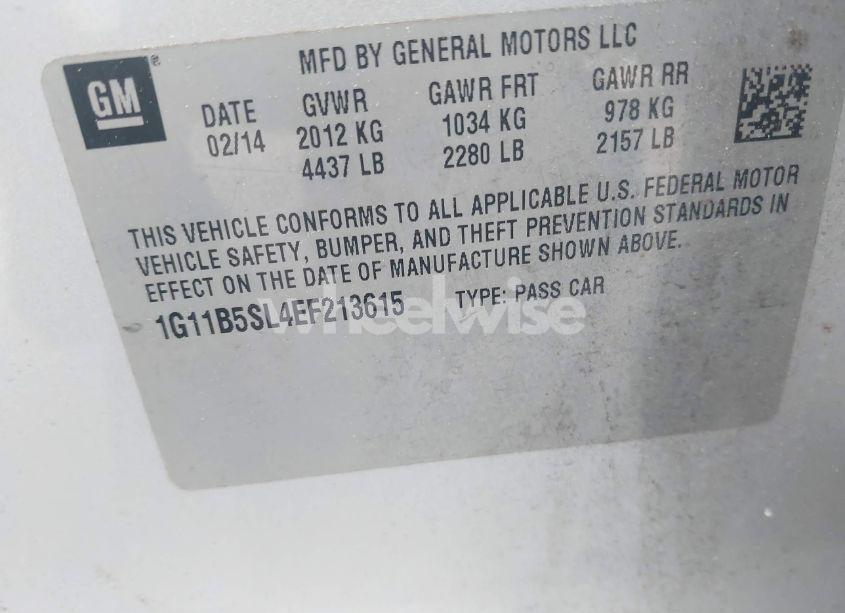 MFD BY GENERAL MOTORS LLC
GM®
DATE GVWR GAWR FRT GAWR RR
02/14 2012 KG 1034 KG 978 KG
4437 LB 2280 LB 2157 LB
THIS VEHICLE CONFORMS TO ALL APPLICABLE U.S. FEDERAL MOTOR
VEHICLE SAFETY, BUMPER, AND THEFT PREVENTION STANDARDS IN
EFFECT ON THE DATE OF MANUFACTURE SHOWN ABOVE.
1G11B5SL4EF213615 TYPE: PASS CAR
wheelwise